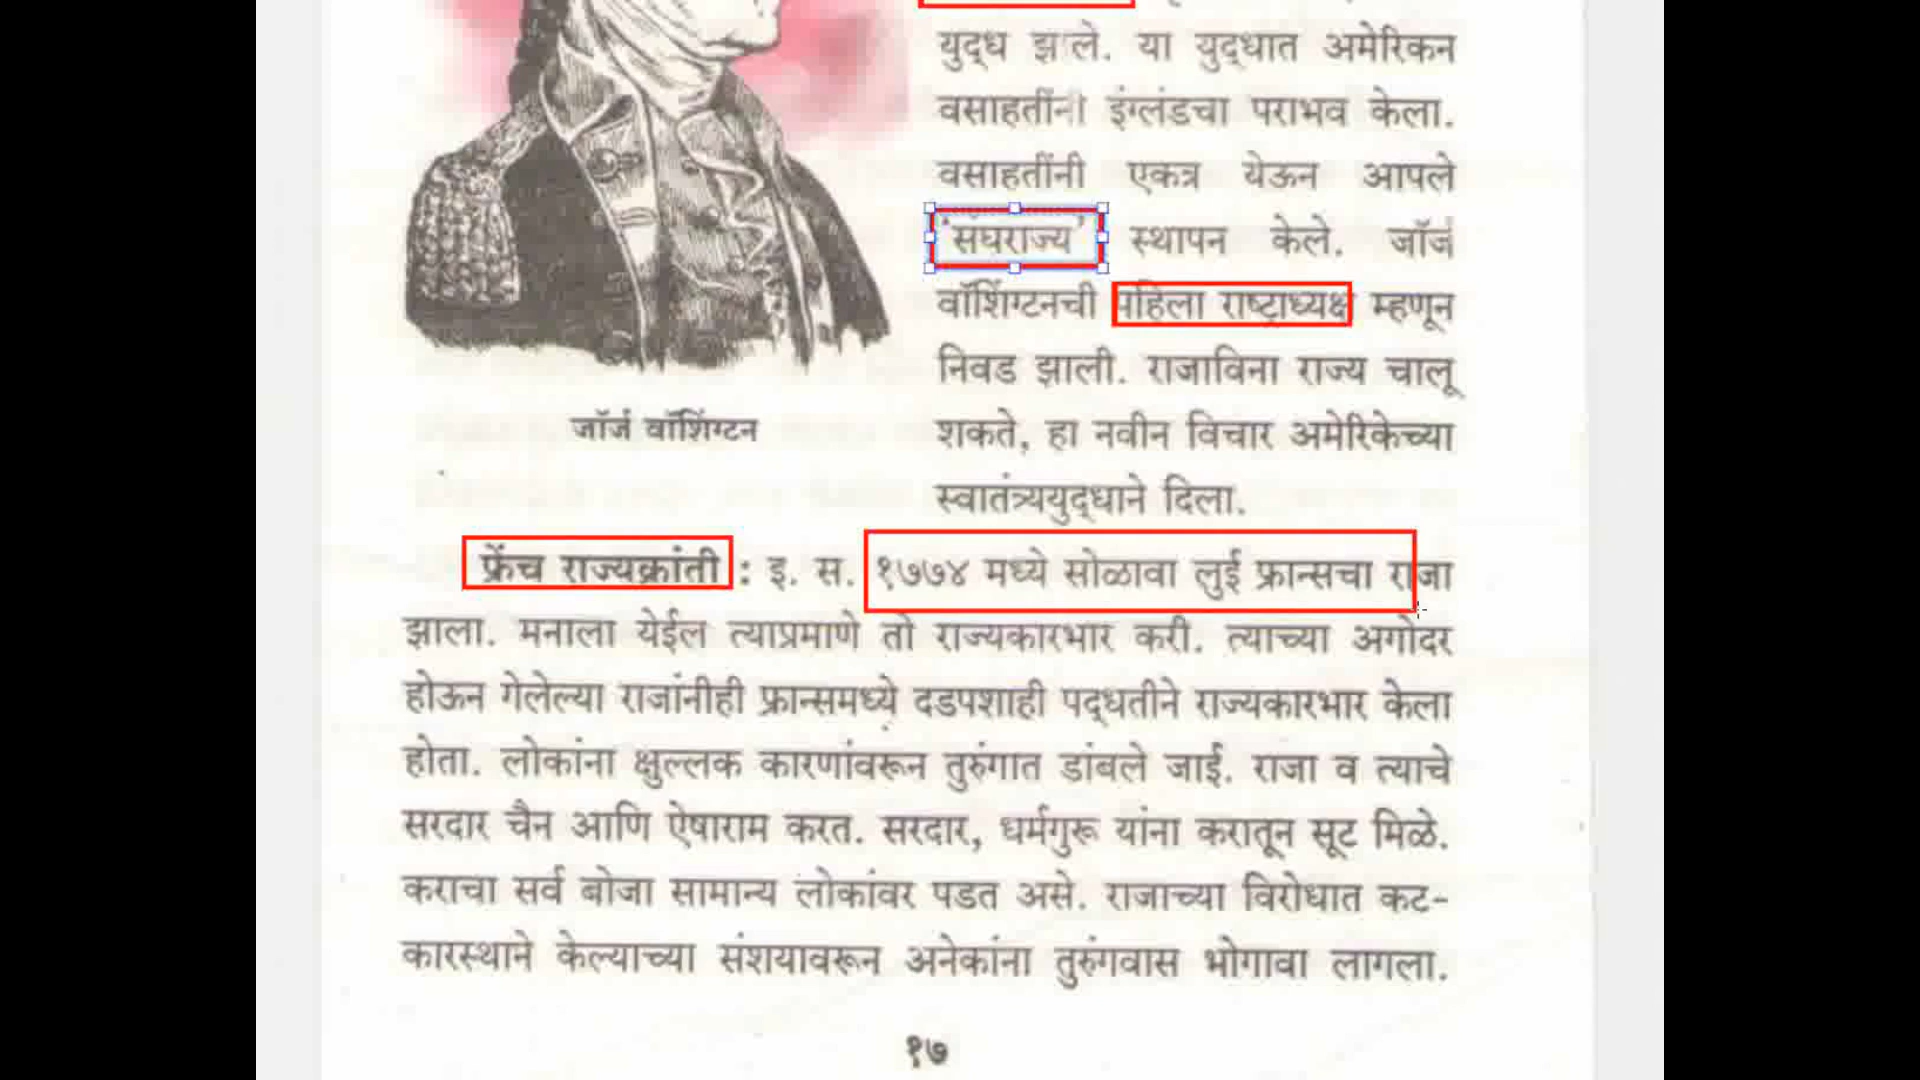 युद्ध झाले. या युद्धात अमेरिकन
वसाहतींनी इंग्लंडचा पराभव केला.
वसाहतींनी एकत्र येऊन आपले
'संघराज्य' स्थापन केले. जॉर्ज
वॉशिंग्टनची पहिला राष्ट्राध्यक्ष म्हणून
निवड झाली. राजाविना राज्य चालू
शकते, हा नवीन विचार अमेरिकेच्या
स्वातंत्र्ययुद्धाने दिला.
जॉर्ज वॉशिंग्टन
फ्रेंच राज्यक्रांती : इ. स. १७७४ मध्ये सोळावा लुई फ्रान्सचा राजा
झाला. मनाला येईल त्याप्रमाणे तो राज्यकारभार करी. त्याच्या अगोदर
होऊन गेलेल्या राजांनीही फ्रान्समध्ये दडपशाही पद्धतीने राज्यकारभार केला
होता. लोकांना क्षुल्लक कारणांवरून तुरुंगात डांबले जाई. राजा व त्याचे
सरदार चैन आणि ऐषाराम करत. सरदार, धर्मगुरू यांना करातून सूट मिळे.
कराचा सर्व बोजा सामान्य लोकांवर पडत असे. राजाच्या विरोधात कट-
कारस्थाने केल्याच्या संशयावरून अनेकांना तुरुंगवास भोगावा लागला.
१७